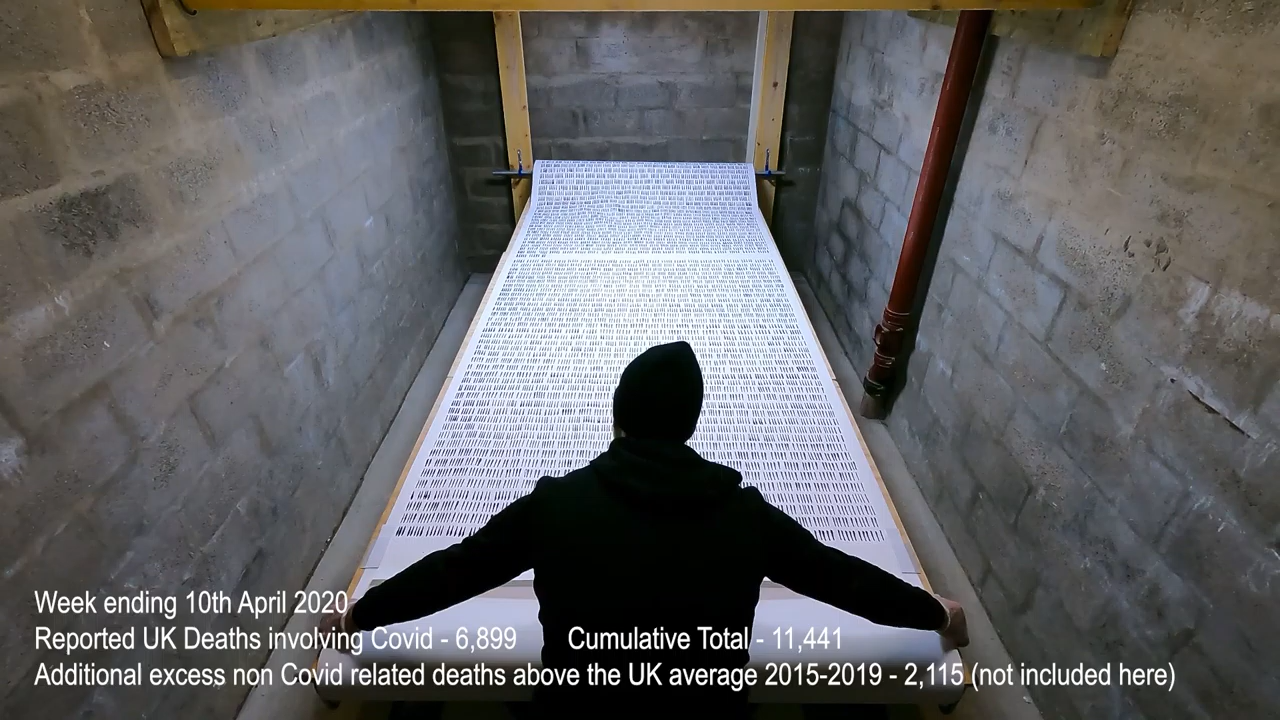 Week ending 10th April 2020
Reported UK Deaths involving Covid - 6,899 Cumulative Total - 11,441
Additional excess non Covid related deaths above the UK average 2015-2019 - 2,115 (not included here)